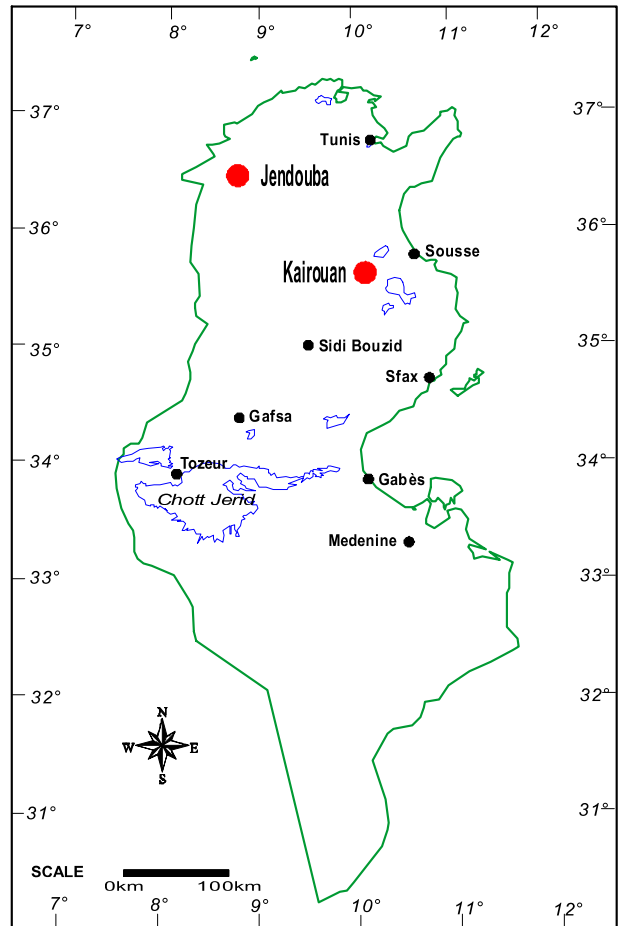 7° 8° 9° 10° 11° 12°
37° 37°
Tunis
Jendouba
36° 36°
Sousse
Kairouan
35° 35°
Sidi Bouzid
Sfax
Gafsa
34° 34°
Tozeur
Gabès
Chott Jerid
Medenine
33° 33°
32° 32°
N
W E
S
31° 31°
SCALE
0km 100km
7° 8° 9° 10° 11° 12°